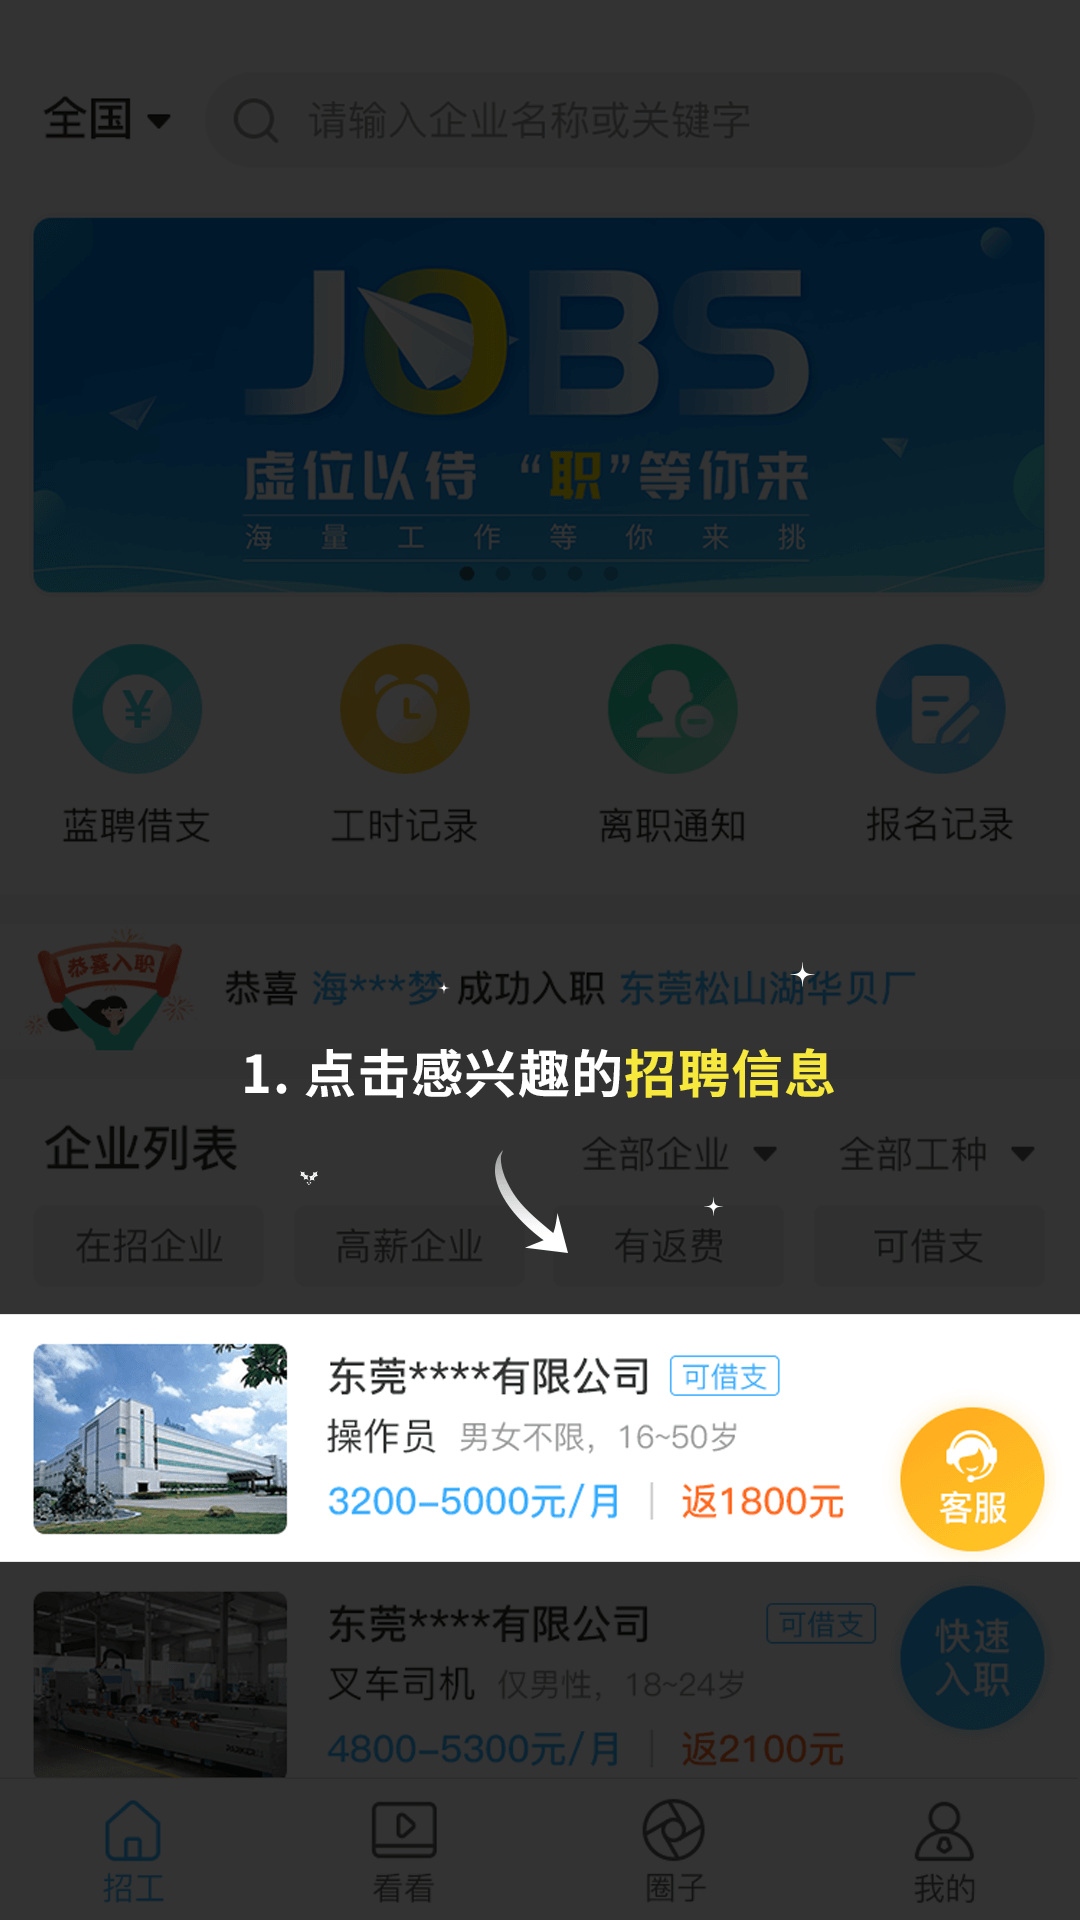 全国
请输入企业名称或关键字
JOBS
虚位以待 “职”等你来
海量工作等你来挑
蓝聘借支
工时记录
离职通知
报名记录
恭喜入职
恭喜 海***梦 成功入职 东莞松山湖华贝厂
1. 点击感兴趣的招聘信息
企业列表
全部企业
全部工种
在招企业
高薪企业
有返费
可借支
东莞****有限公司 可借支
操作员 男女不限，16~50岁
3200-5000元/月 | 返1800元
客服
东莞****有限公司 可借支
叉车司机 仅男性，18~24岁
4800-5300元/月 | 返2100元
快速
入职
招工
看看
圈子
我的